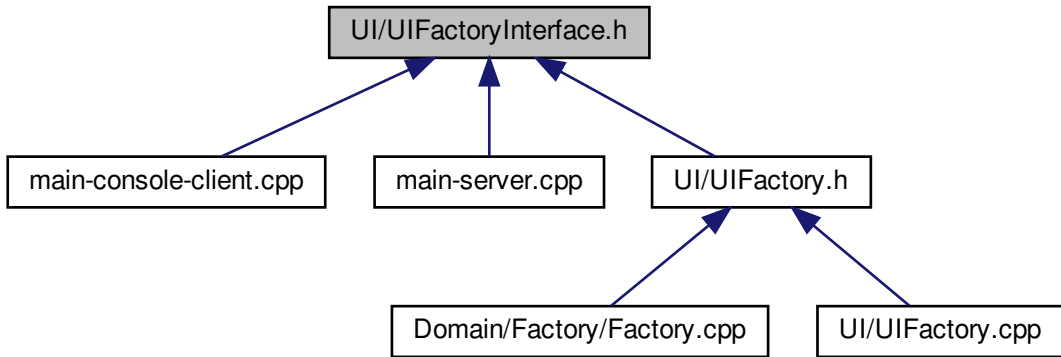 UI/UIFactoryInterface.h
main-console-client.cpp
main-server.cpp
UI/UIFactory.h
Domain/Factory/Factory.cpp
UI/UIFactory.cpp